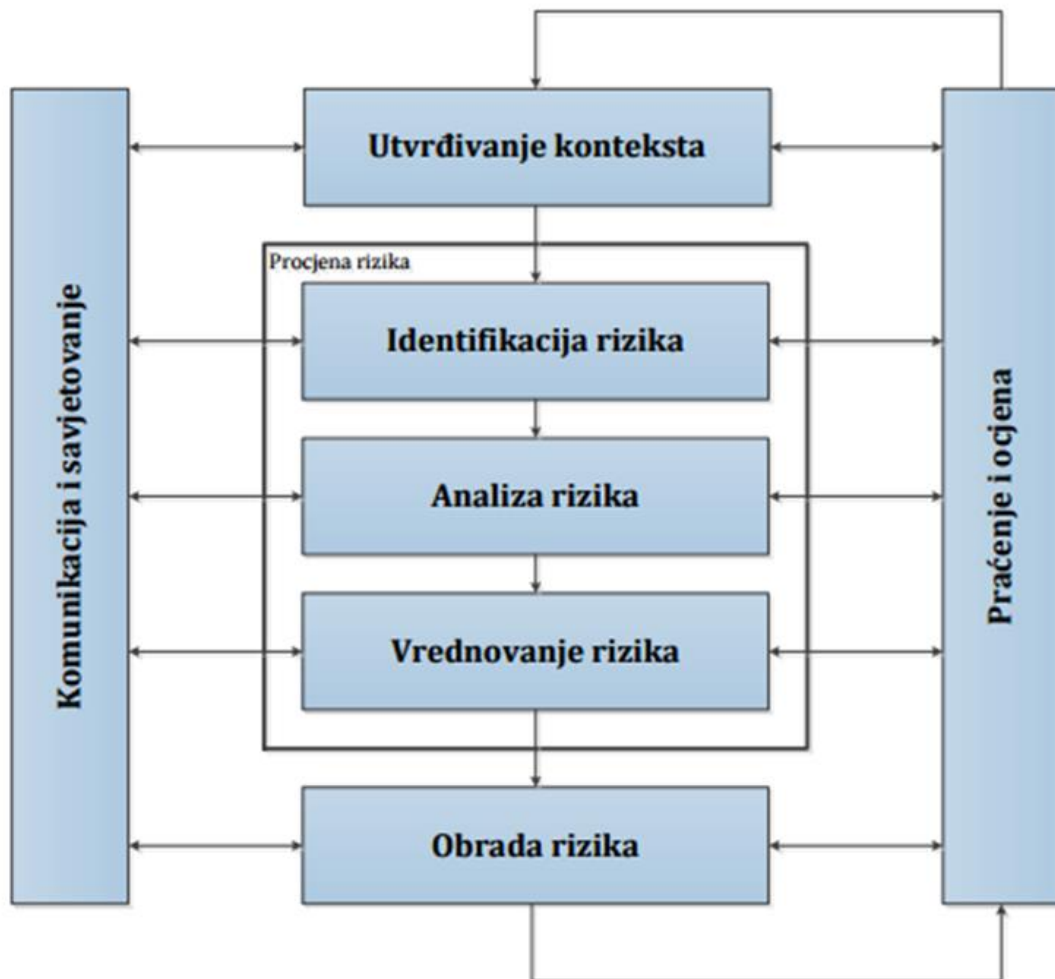 Utvrđivanje konteksta
Procjena rizika
Identifikacija rizika
Analiza rizika
Vrednovanje rizika
Obrada rizika
Komunikacija i savjetovanje
Praćenje i ocjena